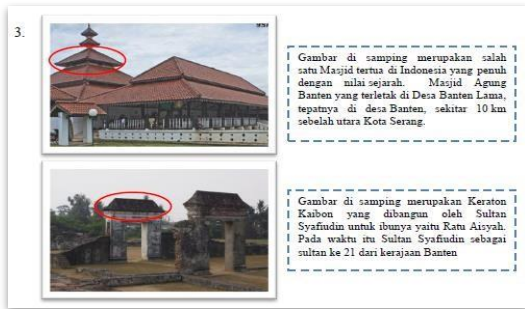 3.
Gambar di samping merupakan salah
satu Masjid tertua di Indonesia yang penuh
dengan nilai sejarah. Masjid Agung
Banten yang terletak di Desa Banten Lama,
tepatnya di desa Banten, sekitar 10 km
sebelah utara Kota Serang.
Gambar di samping merupakan Keraton
Kaibon yang dibangun oleh Sultan
Syafiudin untuk ibunya yaitu Ratu Aisyah.
Pada waktu itu Sultan Syafiudin sebagai
sultan ke 21 dari kerajaan Banten